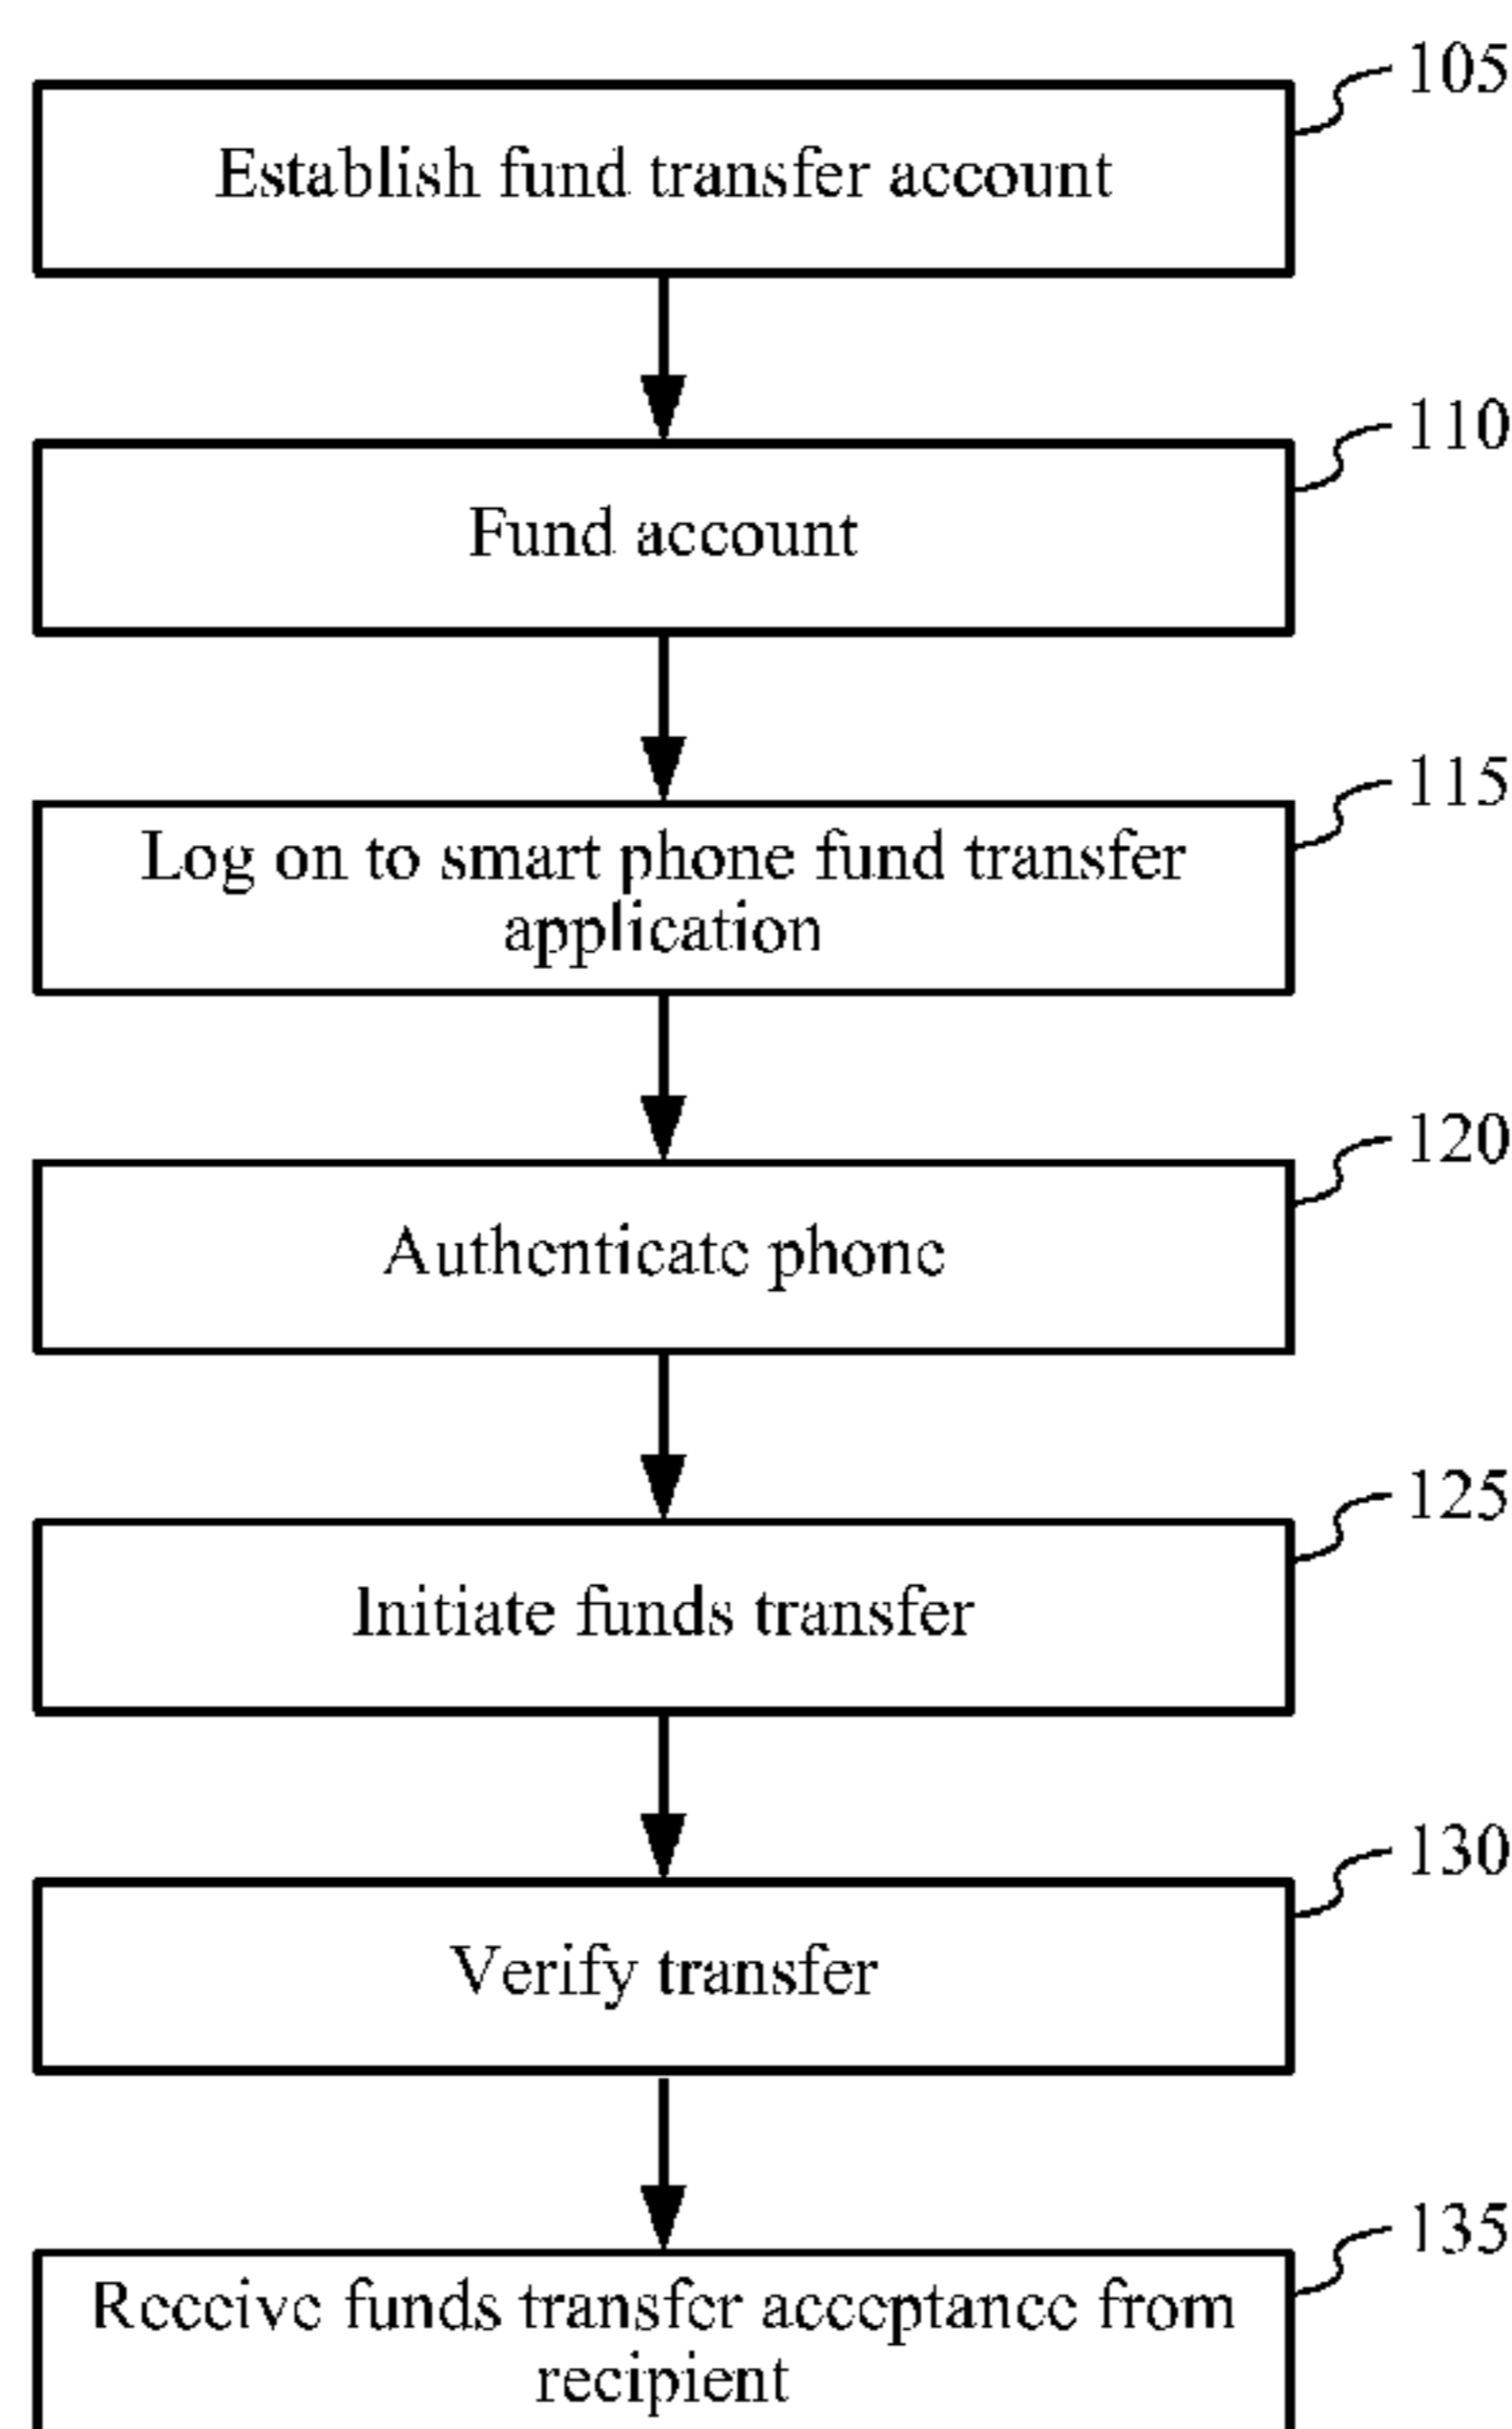 105
Establish fund transfer account
110
Fund account
115
Log on to smart phone fund transfer
application
120
Authenticate phone
125
Initiate funds transfer
130
Verify transfer
135
Receive funds transfer acceptance from
recipient